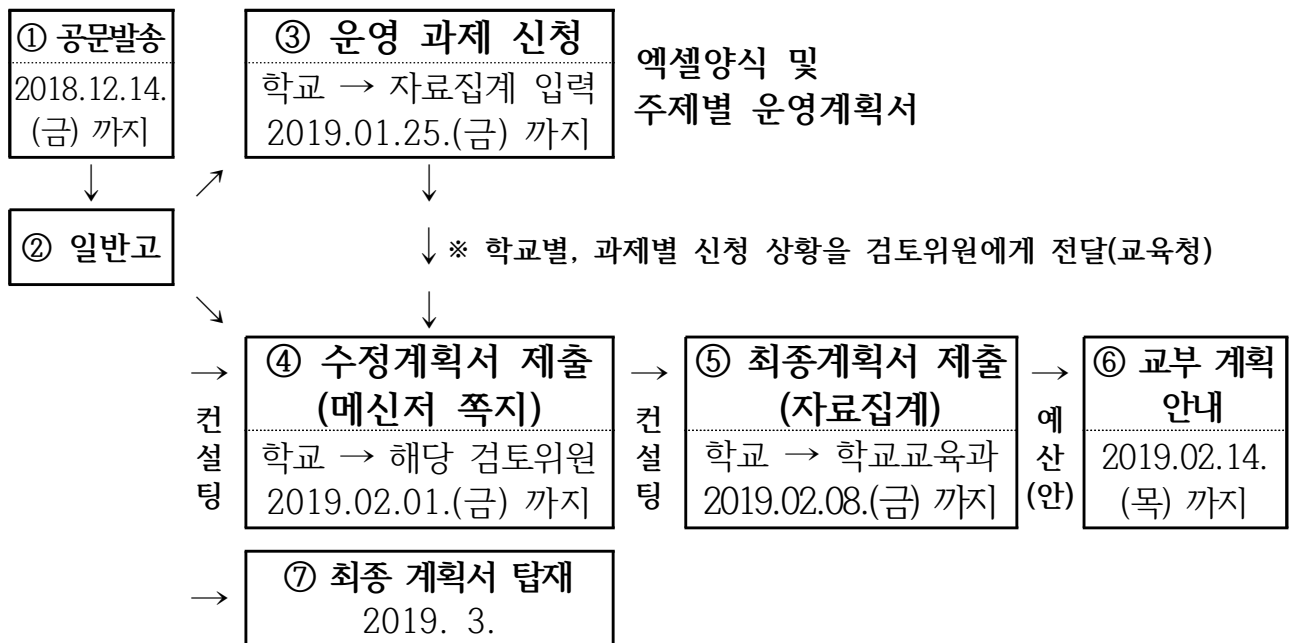 ① 공문발송
2018.12.14.
(금) 까지
↓
② 일반고
↗
↘
③ 운영 과제 신청
학교 → 자료집계 입력
2019.01.25.(금) 까지
엑셀양식 및
주제별 운영계획서
↓
↓ ※ 학교별, 과제별 신청 상황을 검토위원에게 전달(교육청)
↓
→
컨
설
팅
④ 수정계획서 제출
(메신저 쪽지)
학교 → 해당 검토위원
2019.02.01.(금) 까지
→
컨
설
팅
⑤ 최종계획서 제출
(자료집계)
학교 → 학교교육과
2019.02.08.(금) 까지
→
예
산
(안)
⑥ 교부 계획
안내
2019.02.14.
(목) 까지
→
⑦ 최종 계획서 탑재
2019. 3.